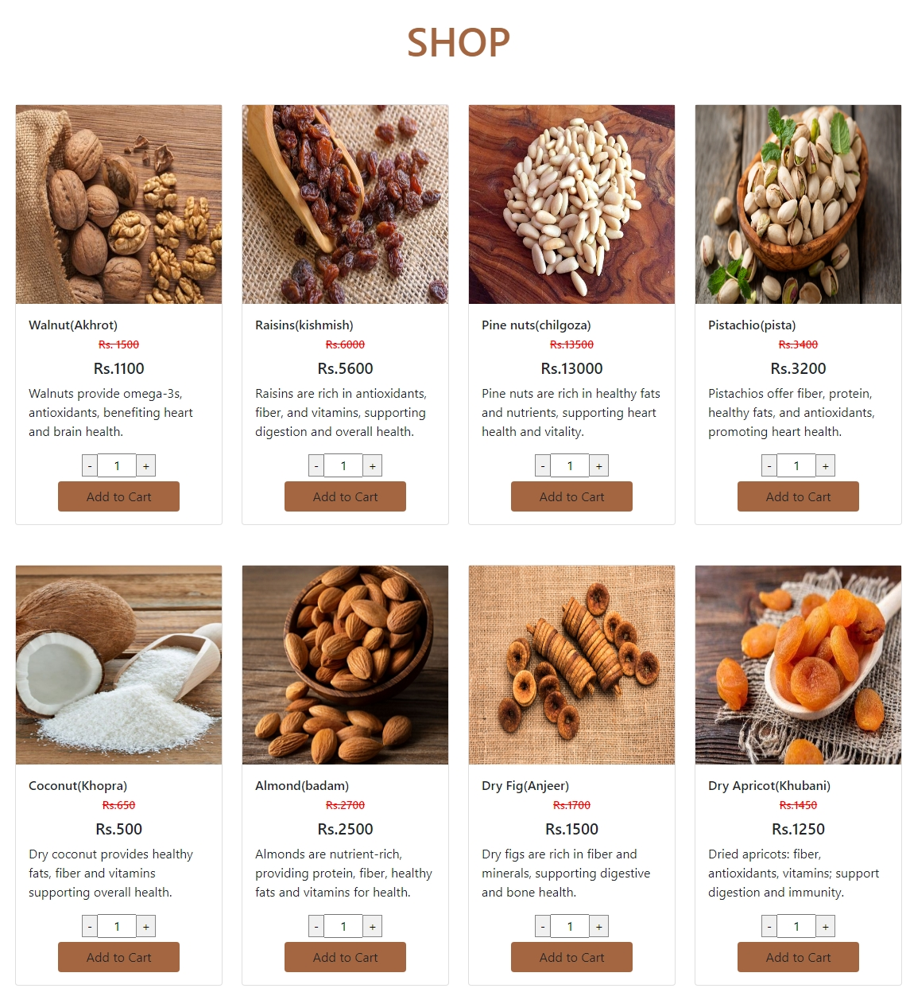 SHOP
Walnut(Akhrot)
Rs. 1500
Rs.1100
Walnuts provide omega-3s,
antioxidants, benefiting heart
and brain health.
- 1 +
Add to Cart
Raisins(kishmish)
Rs.6000
Rs.5600
Raisins are rich in antioxidants,
fiber, and vitamins, supporting
digestion and overall health.
- 1 +
Add to Cart
Pine nuts(chilgoza)
Rs.13500
Rs.13000
Pine nuts are rich in healthy fats
and nutrients, supporting heart
health and vitality.
- 1 +
Add to Cart
Pistachio(pista)
Rs.3400
Rs.3200
Pistachios offer fiber, protein,
healthy fats, and antioxidants,
promoting heart health.
- 1 +
Add to Cart
Coconut(Khopra)
Rs.650
Rs.500
Dry coconut provides healthy
fats, fiber and vitamins
supporting overall health.
- 1 +
Add to Cart
Almond(badam)
Rs.2700
Rs.2500
Almonds are nutrient-rich,
providing protein, fiber, healthy
fats and vitamins for health.
- 1 +
Add to Cart
Dry Fig(Anjeer)
Rs.1700
Rs.1500
Dry figs are rich in fiber and
minerals, supporting digestive
and bone health.
- 1 +
Add to Cart
Dry Apricot(Khubani)
Rs.1450
Rs.1250
Dried apricots: fiber,
antioxidants, vitamins; support
digestion and immunity.
- 1 +
Add to Cart